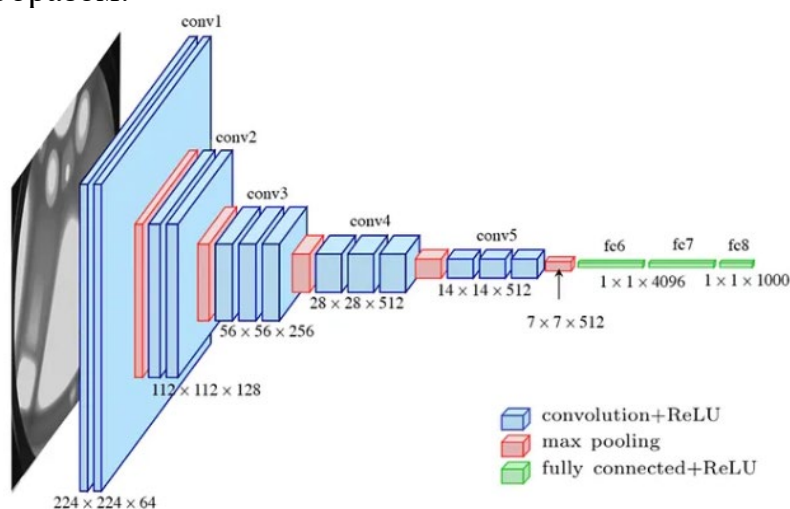 conv1
conv2
conv3
conv4
conv5
fc6
fc7
fc8
1 × 1 × 4096
1 × 1 × 1000
28 × 28 × 512
14 × 14 × 512
7 × 7 × 512
56 × 56 × 256
112 × 112 × 128
224 × 224 × 64
convolution+ReLU
max pooling
fully connected+ReLU